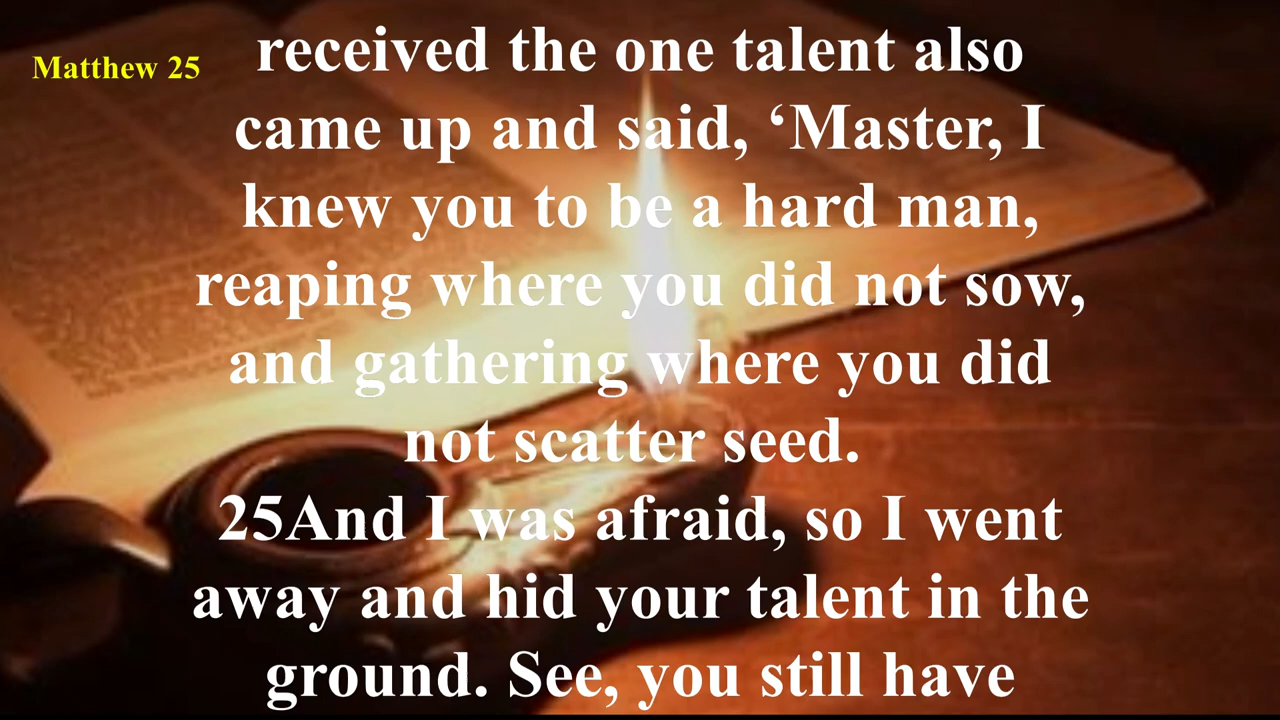 Matthew 25
received the one talent also
came up and said, ‘Master, I
knew you to be a hard man,
reaping where you did not sow,
and gathering where you did
not scatter seed.
25And I was afraid, so I went
away and hid your talent in the
ground. See, you still have